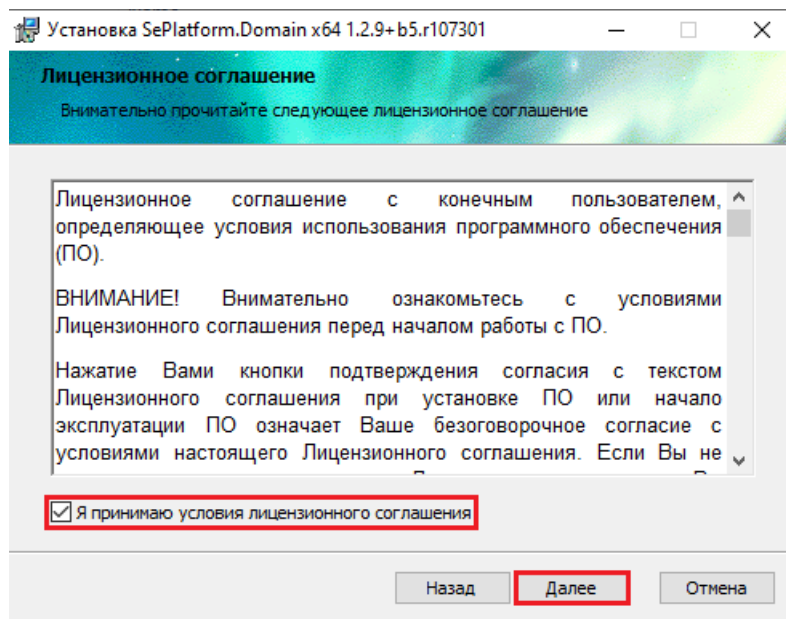 Установка SePlatform.Domain x64 1.2.9+b5.r107301
Лицензионное соглашение
Внимательно прочитайте следующее лицензионное соглашение
Лицензионное соглашение с конечным пользователем,
определяющее условия использования программного обеспечения
(ПО).
ВНИМАНИЕ! Внимательно ознакомьтесь с условиями
Лицензионного соглашения перед началом работы с ПО.
Нажатие Вами кнопки подтверждения согласия с текстом
Лицензионного соглашения при установке ПО или начало
эксплуатации ПО означает Ваше безоговорочное согласие с
условиями настоящего Лицензионного соглашения. Если Вы не
Я принимаю условия лицензионного соглашения
Назад Далее Отмена